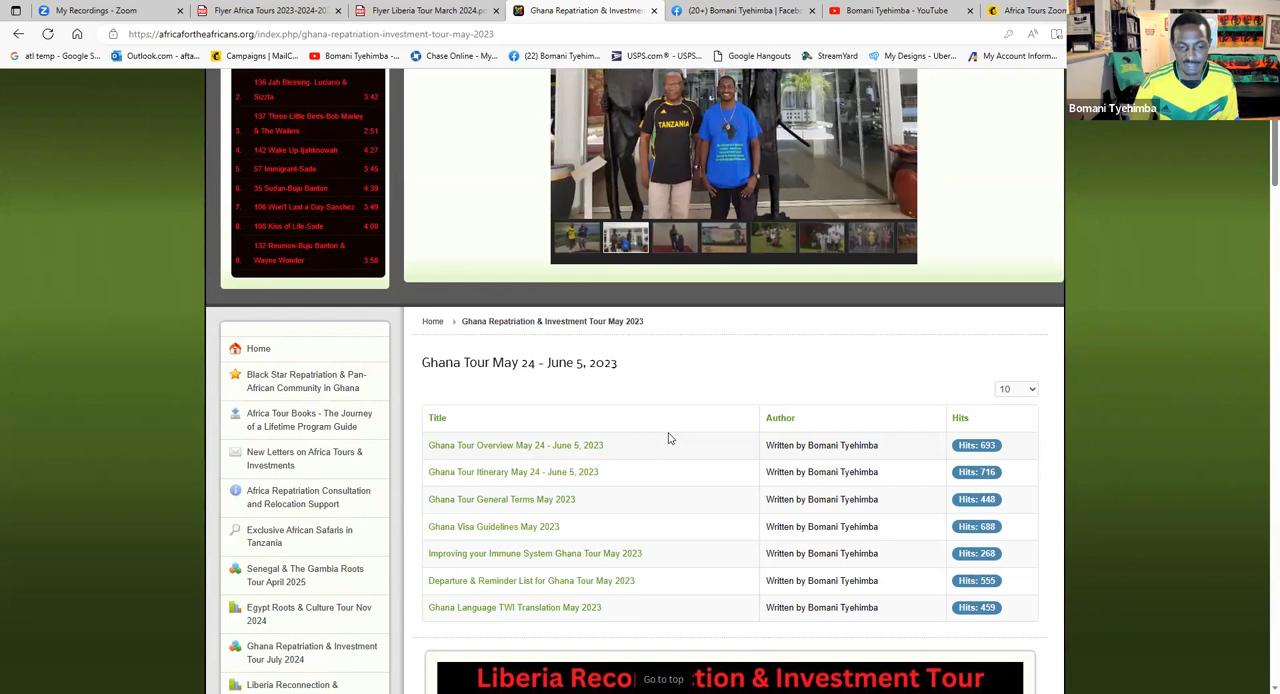 My Recordings - Zoom
Flyer Africa Tours 2023-2024-202
Flyer Liberia Tour March 2024.po
Ghana Repatriation & Investmen
(20+) Bomani Tyehimba | Facebo
Bomani Tyehimba - YouTube
Africa Tours Zoom
https://africafortheafricans.org/index.php/ghana-repatriation-investment-tour-may-2023
atl temp - Google S...
Outlook.com - afta...
Campaigns | MailC...
Bomani Tyehimba -...
(22) Bomani Tyehim...
Chase Online - My...
USPS.com® - USPS...
Google Hangouts
StreamYard
My Designs - Uber...
My Account Inform...
Bomani Tyehimba
136 Jah Blessing- Luciano &
2. Sizzla 3:42
137 Three Little Birds-Bob Marley
3. & The Wailers 2:51
4. 142 Wake Up-Ijahknowah 4:27
5. 57 Immigrant-Sade 3:45
6. 35 Sudan-Buju Banton 4:39
7. 106 Won't Last a Day-Sanchez 3:49
8. 108 Kiss of Life-Sade 4:09
132 Reunion-Buju Banton &
9. Wayne Wonder 3:58
TANZANIA
Home
Ghana Repatriation & Investment Tour May 2023
Ghana Tour May 24 - June 5, 2023
10
Title Author Hits
Ghana Tour Overview May 24 - June 5, 2023 Written by Bomani Tyehimba Hits: 693
Ghana Tour Itinerary May 24 - June 5, 2023 Written by Bomani Tyehimba Hits: 716
Ghana Tour General Terms May 2023 Written by Bomani Tyehimba Hits: 448
Ghana Visa Guidelines May 2023 Written by Bomani Tyehimba Hits: 688
Improving your Immune System Ghana Tour May 2023 Written by Bomani Tyehimba Hits: 268
Departure & Reminder List for Ghana Tour May 2023 Written by Bomani Tyehimba Hits: 555
Ghana Language TWI Translation May 2023 Written by Bomani Tyehimba Hits: 459
Home
Black Star Repatriation & Pan-
African Community in Ghana
Africa Tour Books - The Journey
of a Lifetime Program Guide
New Letters on Africa Tours &
Investments
Africa Repatriation Consultation
and Relocation Support
Exclusive African Safaris in
Tanzania
Senegal & The Gambia Roots
Tour April 2025
Egypt Roots & Culture Tour Nov
2024
Ghana Repatriation & Investment
Tour July 2024
Liberia Reconnection &
Liberia Reco tion & Investment Tour
Go to top